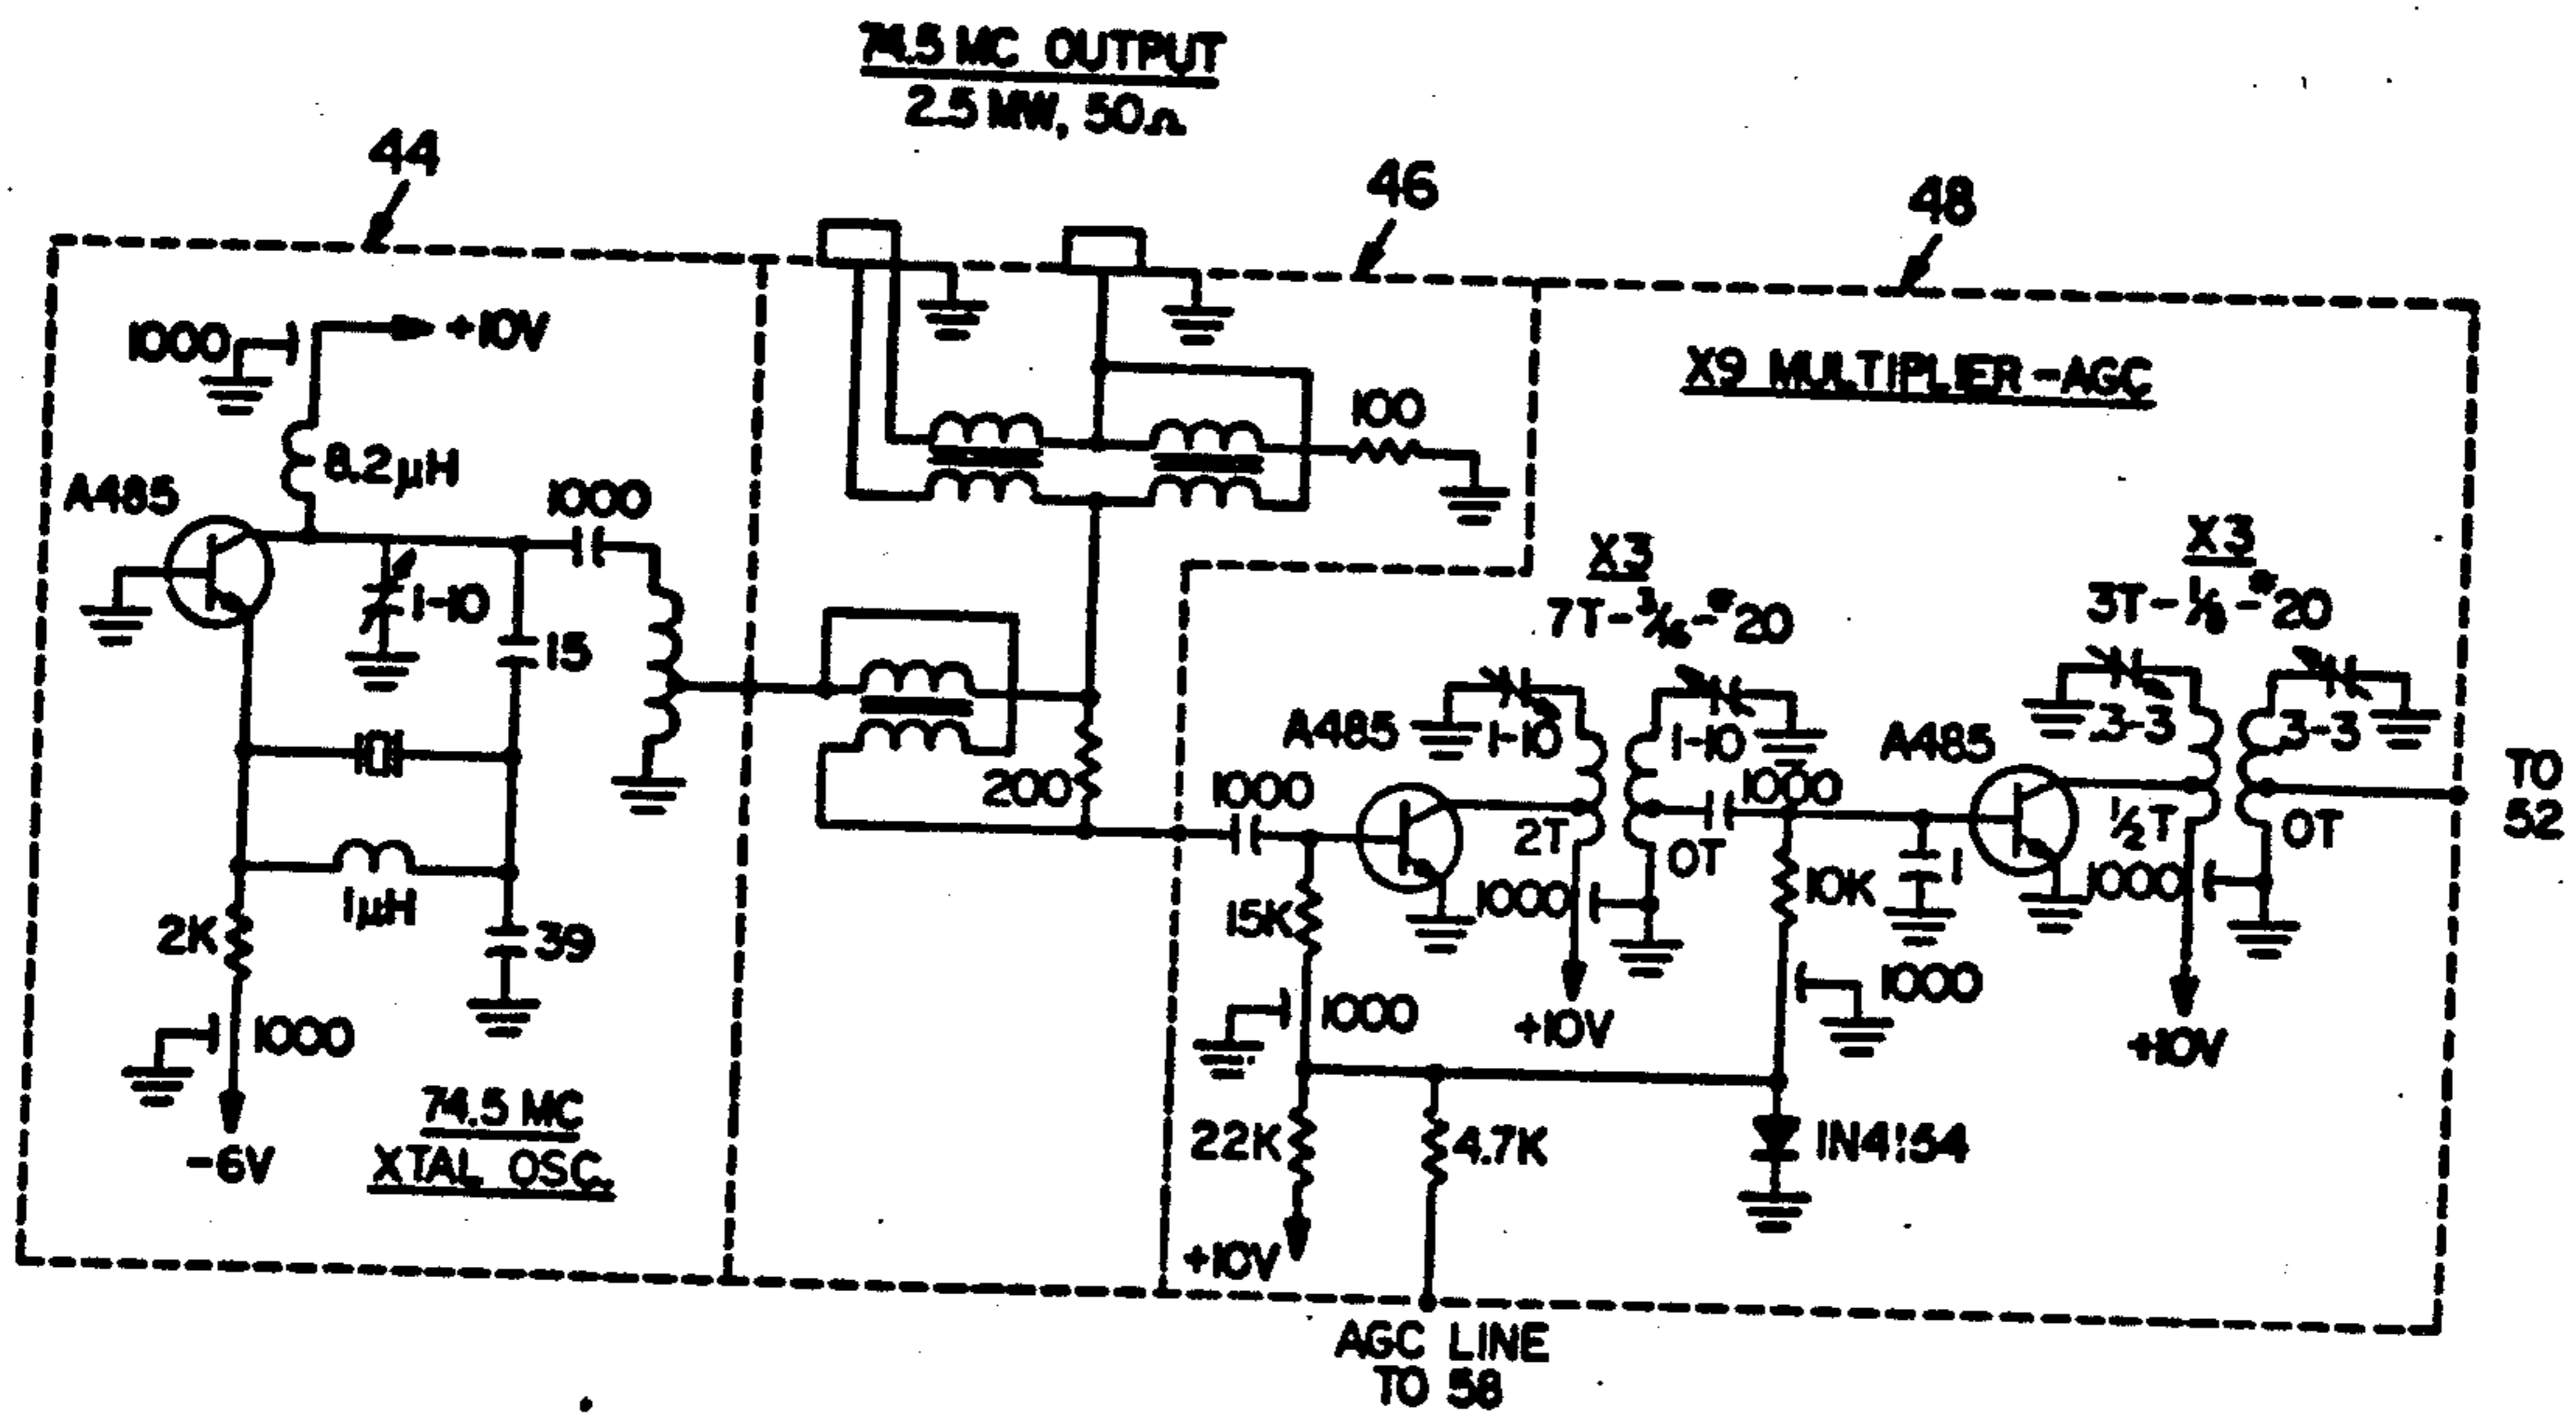 74.5 MC OUTPUT
2.5 MW, 50Ω
44
46
48
1000
+10V
8.2μH
A485
1000
1-10
15
1μH
2K
39
1000
-6V
74.5 MC
XTAL OSC.
100
200
X9 MULTIPLIER-AGC
X3
7T-3/16-#20
X3
3T-1/8-#20
A485
1-10
1-10
1000
1000
2T
0T
1000
15K
1000
22K
+10V
4.7K
+10V
10K
1
1000
1N4154
A485
.3-3
.3-3
1/2T
0T
1000
+10V
TO
52
AGC LINE
TO 58